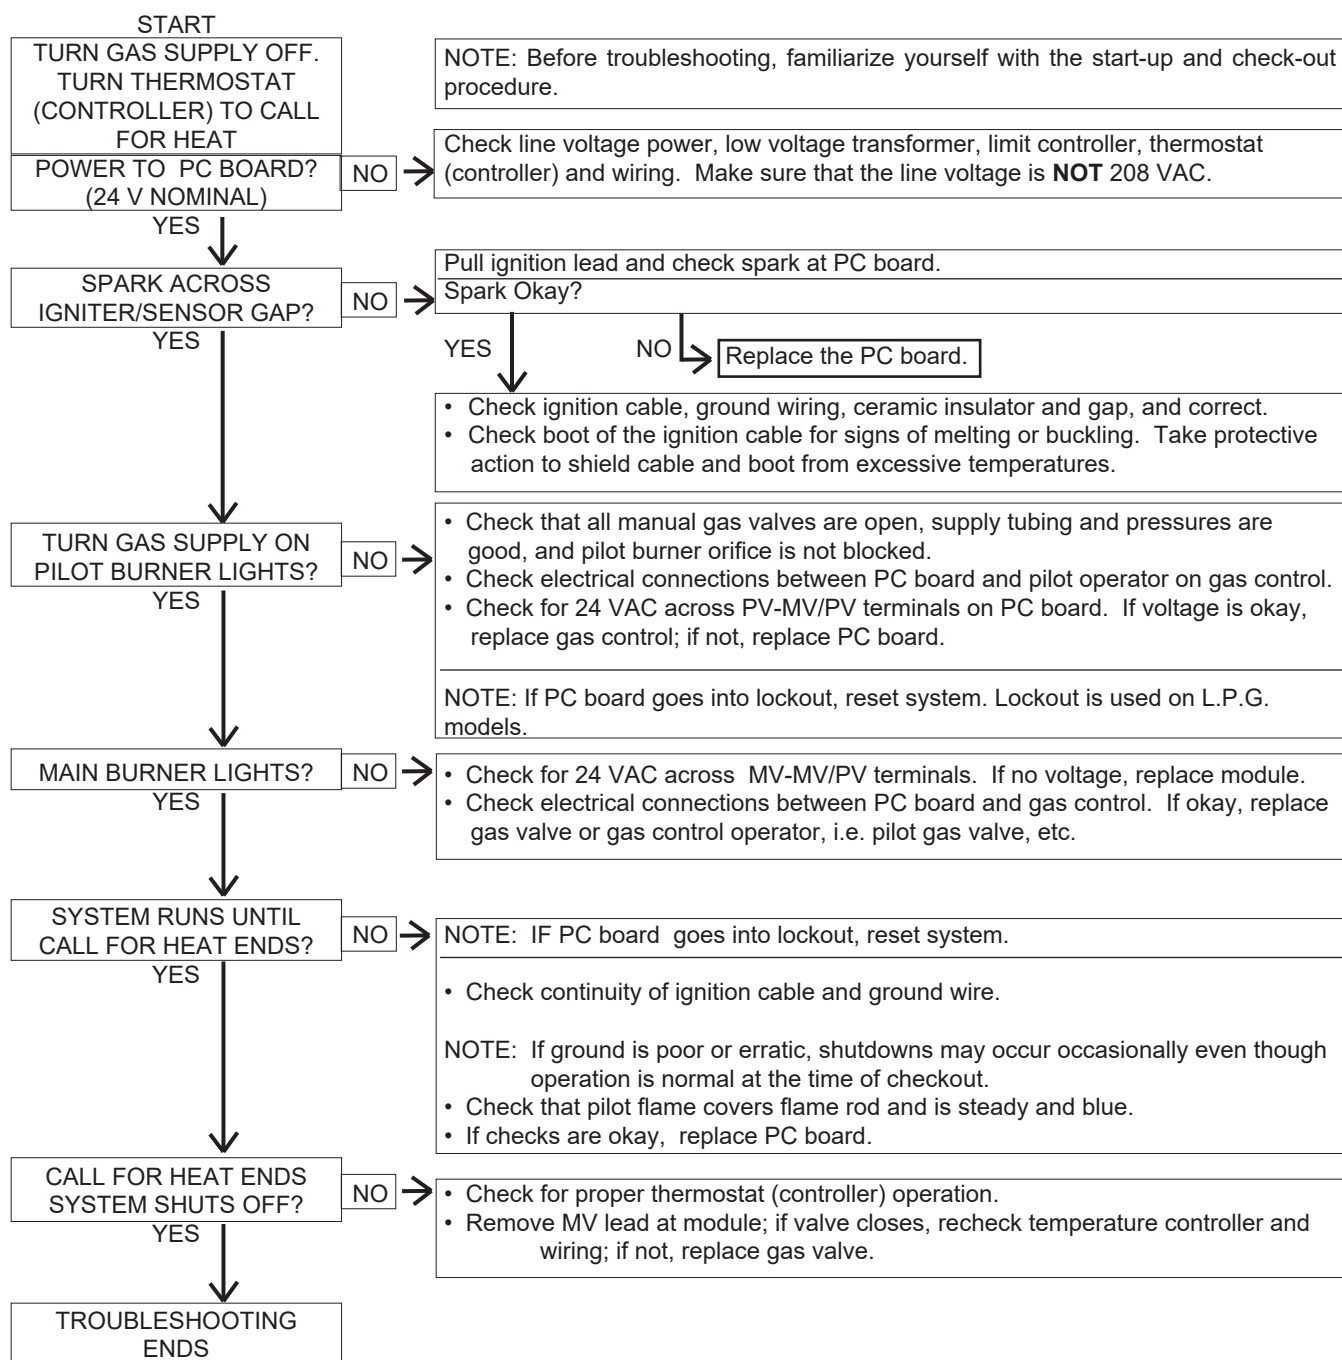 START
TURN GAS SUPPLY OFF.
TURN THERMOSTAT
(CONTROLLER) TO CALL
FOR HEAT
NOTE: Before troubleshooting, familiarize yourself with the start-up and check-out
procedure.
POWER TO PC BOARD?
(24 V NOMINAL)
NO
Check line voltage power, low voltage transformer, limit controller, thermostat
(controller) and wiring. Make sure that the line voltage is NOT 208 VAC.
YES
SPARK ACROSS
IGNITER/SENSOR GAP?
NO
Pull ignition lead and check spark at PC board.
Spark Okay?
YES
YES
NO
Replace the PC board.
• Check ignition cable, ground wiring, ceramic insulator and gap, and correct.
• Check boot of the ignition cable for signs of melting or buckling. Take protective
action to shield cable and boot from excessive temperatures.
TURN GAS SUPPLY ON
PILOT BURNER LIGHTS?
NO
• Check that all manual gas valves are open, supply tubing and pressures are
good, and pilot burner orifice is not blocked.
• Check electrical connections between PC board and pilot operator on gas control.
• Check for 24 VAC across PV-MV/PV terminals on PC board. If voltage is okay,
replace gas control; if not, replace PC board.
NOTE: If PC board goes into lockout, reset system. Lockout is used on L.P.G.
models.
YES
MAIN BURNER LIGHTS?
NO
• Check for 24 VAC across MV-MV/PV terminals. If no voltage, replace module.
• Check electrical connections between PC board and gas control. If okay, replace
gas valve or gas control operator, i.e. pilot gas valve, etc.
YES
SYSTEM RUNS UNTIL
CALL FOR HEAT ENDS?
NO
NOTE: IF PC board goes into lockout, reset system.
• Check continuity of ignition cable and ground wire.
NOTE: If ground is poor or erratic, shutdowns may occur occasionally even though
operation is normal at the time of checkout.
• Check that pilot flame covers flame rod and is steady and blue.
• If checks are okay, replace PC board.
YES
CALL FOR HEAT ENDS
SYSTEM SHUTS OFF?
NO
• Check for proper thermostat (controller) operation.
• Remove MV lead at module; if valve closes, recheck temperature controller and
wiring; if not, replace gas valve.
YES
TROUBLESHOOTING
ENDS